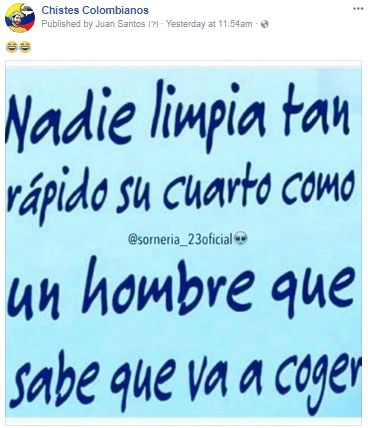 Chistes Colombianos
Published by Juan Santos [?] · Yesterday at 11:54am ·
😂😂
Nadie limpia tan
rápido su cuarto como
@sorneria_23oficial👽
un hombre que
sabe que va a coger